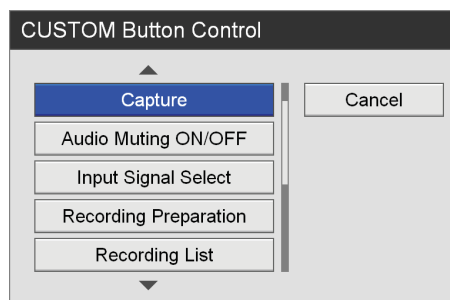 CUSTOM Button Control
Capture
Cancel
Audio Muting ON/OFF
Input Signal Select
Recording Preparation
Recording List